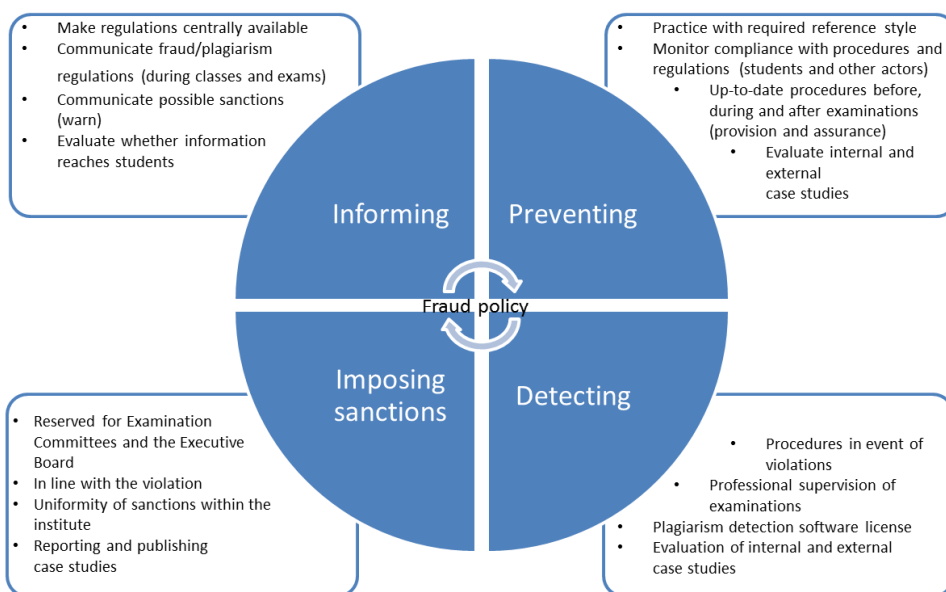 • Make regulations centrally available
• Communicate fraud/plagiarism
regulations (during classes and exams)
• Communicate possible sanctions
(warn)
• Evaluate whether information
reaches students
• Practice with required reference style
• Monitor compliance with procedures and
regulations (students and other actors)
• Up-to-date procedures before,
during and after examinations
(provision and assurance)
• Evaluate internal and
external
case studies
Informing
Preventing
Fraud policy
Imposing
sanctions
Detecting
• Reserved for Examination
Committees and the Executive
Board
• In line with the violation
• Uniformity of sanctions within the
institute
• Reporting and publishing
case studies
• Procedures in event of
violations
• Professional supervision of
examinations
• Plagiarism detection software license
• Evaluation of internal and external
case studies